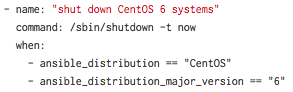 - name: "shut down CentOS 6 systems"
  command: /sbin/shutdown -t now
  when:
    - ansible_distribution == "CentOS"
    - ansible_distribution_major_version == "6"